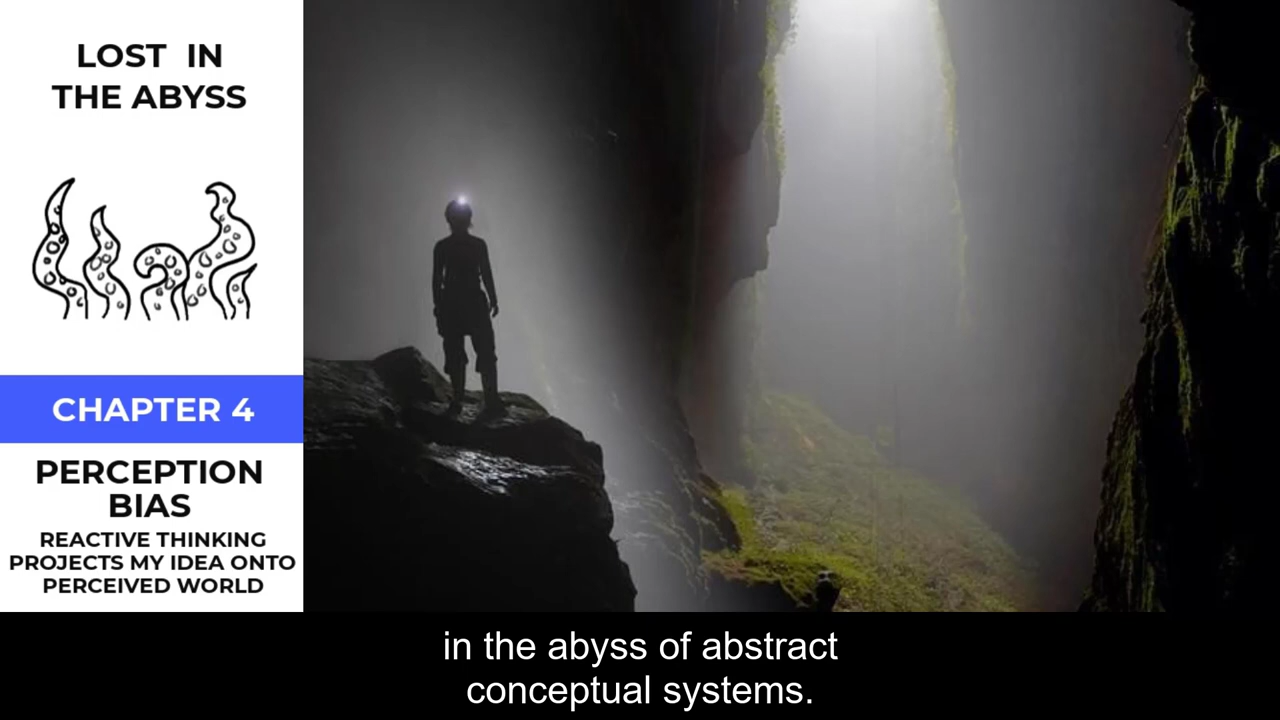 LOST IN
THE ABYSS
CHAPTER 4
PERCEPTION
BIAS
REACTIVE THINKING
PROJECTS MY IDEA ONTO
PERCEIVED WORLD
in the abyss of abstract
conceptual systems.